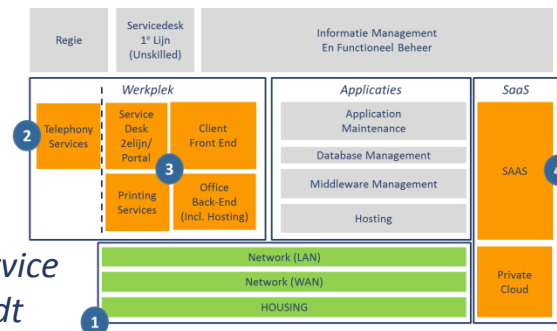 Regie
Servicedesk
1e Lijn
(Unskilled)
Informatie Management
En Functioneel Beheer
Werkplek
Applicaties
SaaS
2
Telephony
Services
Service
Desk
2elijn/
Portal
Client
Front End
3
Printing
Services
Office
Back-End
(Incl. Hosting)
Application
Maintenance
Database Management
Middleware Management
Hosting
SAAS
4
Private
Cloud
Network (LAN)
Network (WAN)
HOUSING
1
rvice
dt